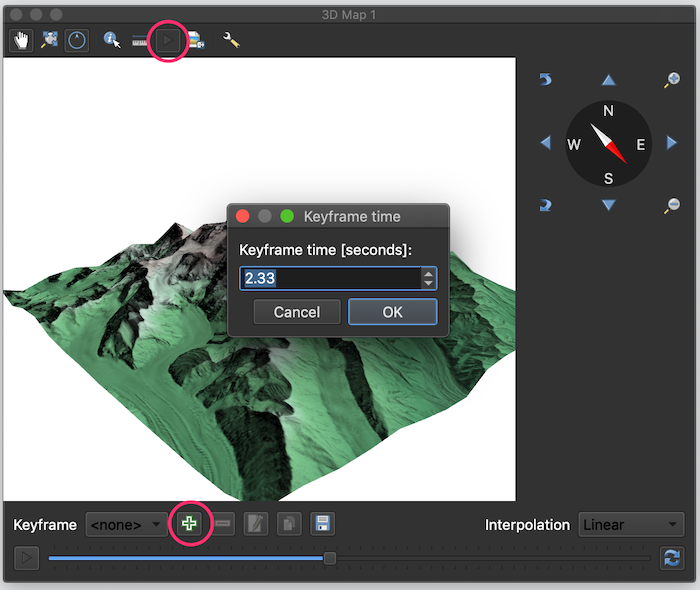 3D Map 1
N
W E
S
Keyframe time
Keyframe time [seconds]:
2.33
Cancel OK
Keyframe <none> Interpolation Linear